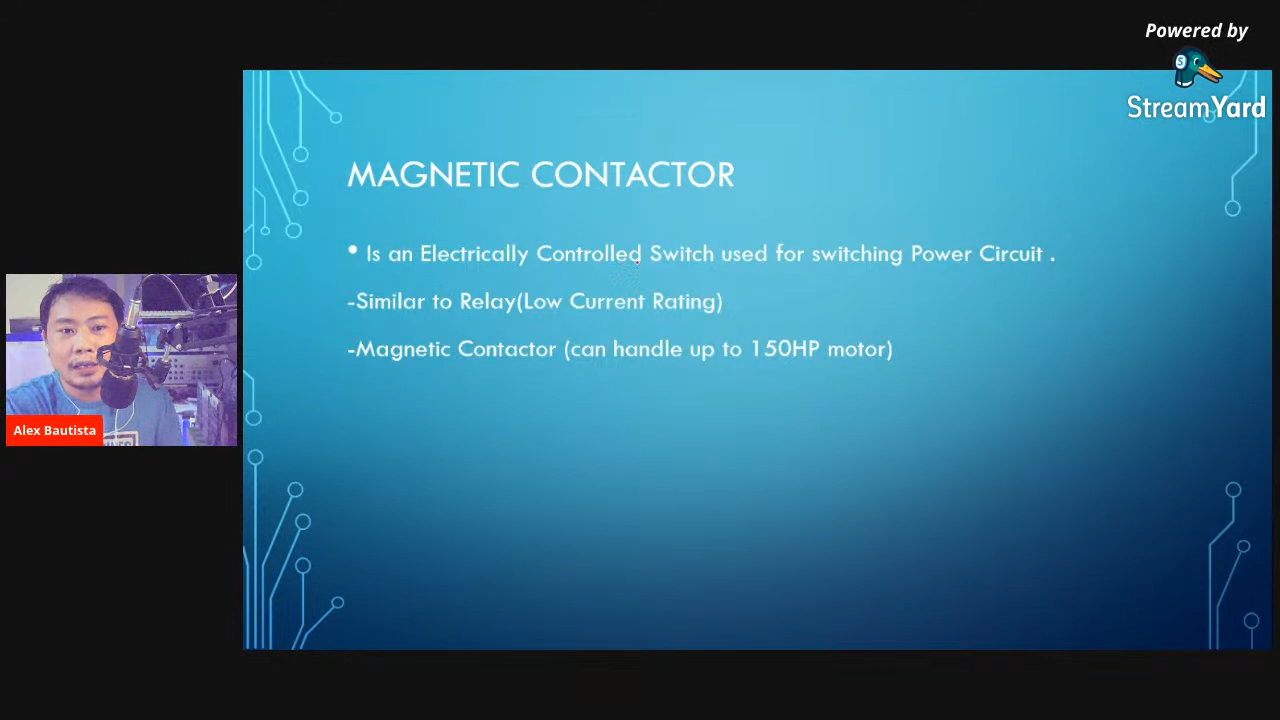 Powered by
StreamYard
MAGNETIC CONTACTOR
• Is an Electrically Controlled Switch used for switching Power Circuit .
-Similar to Relay(Low Current Rating)
-Magnetic Contactor (can handle up to 150HP motor)
Alex Bautista